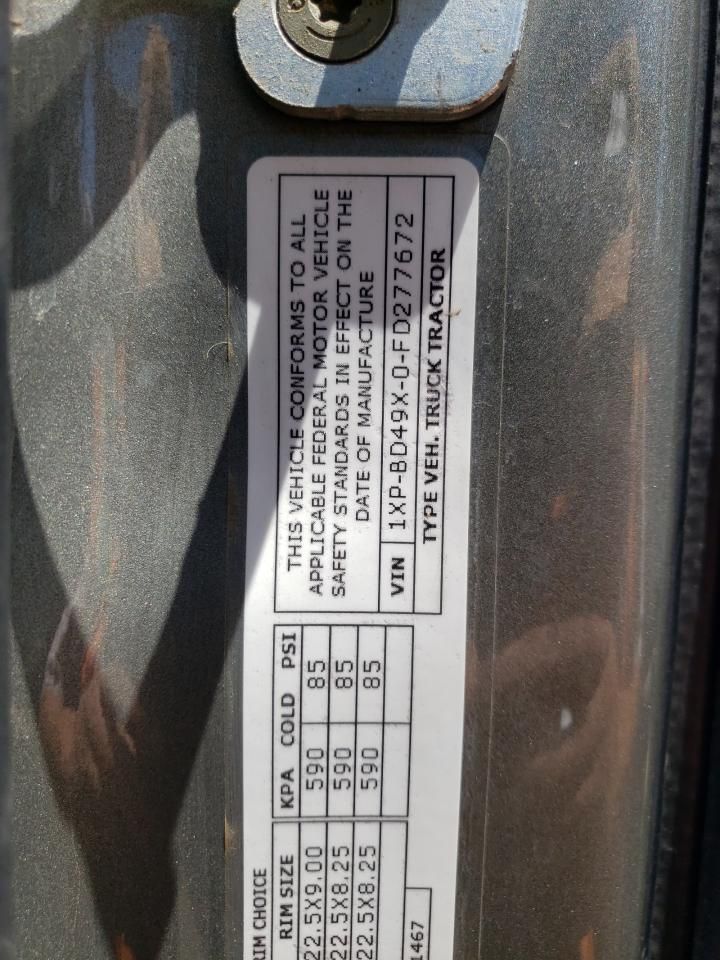 THIS VEHICLE CONFORMS TO ALL
APPLICABLE FEDERAL MOTOR VEHICLE
SAFETY STANDARDS IN EFFECT ON THE
DATE OF MANUFACTURE
VIN 1XP-BD49X-0-FD277672
TYPE VEH. TRUCK TRACTOR
RIM CHOICE
RIM SIZE KPA COLD PSI
22.5X9.00 590 85
22.5X8.25 590 85
22.5X8.25 590 85
1467